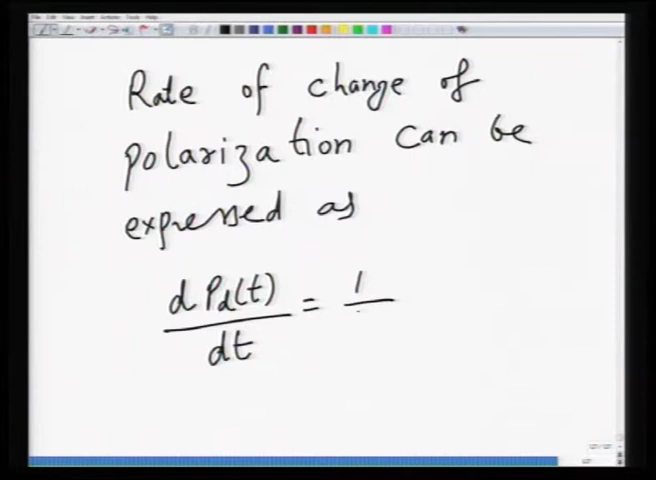 Rate of change of
polarization can be
expressed as
dPd(t)/dt = 1/